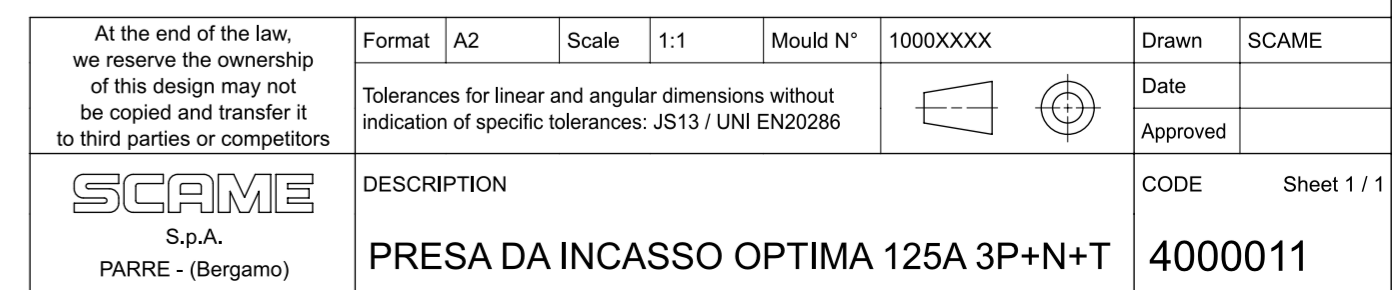 At the end of the law,
we reserve the ownership
of this design may not
be copied and transfer it
to third parties or competitors
Format A2 Scale 1:1 Mould N° 1000XXXX
Tolerances for linear and angular dimensions without
indication of specific tolerances: JS13 / UNI EN20286
Drawn SCAME
Date
Approved
SCAME
S.p.A.
PARRE - (Bergamo)
DESCRIPTION
PRESA DA INCASSO OPTIMA 125A 3P+N+T
CODE Sheet 1 / 1
4000011